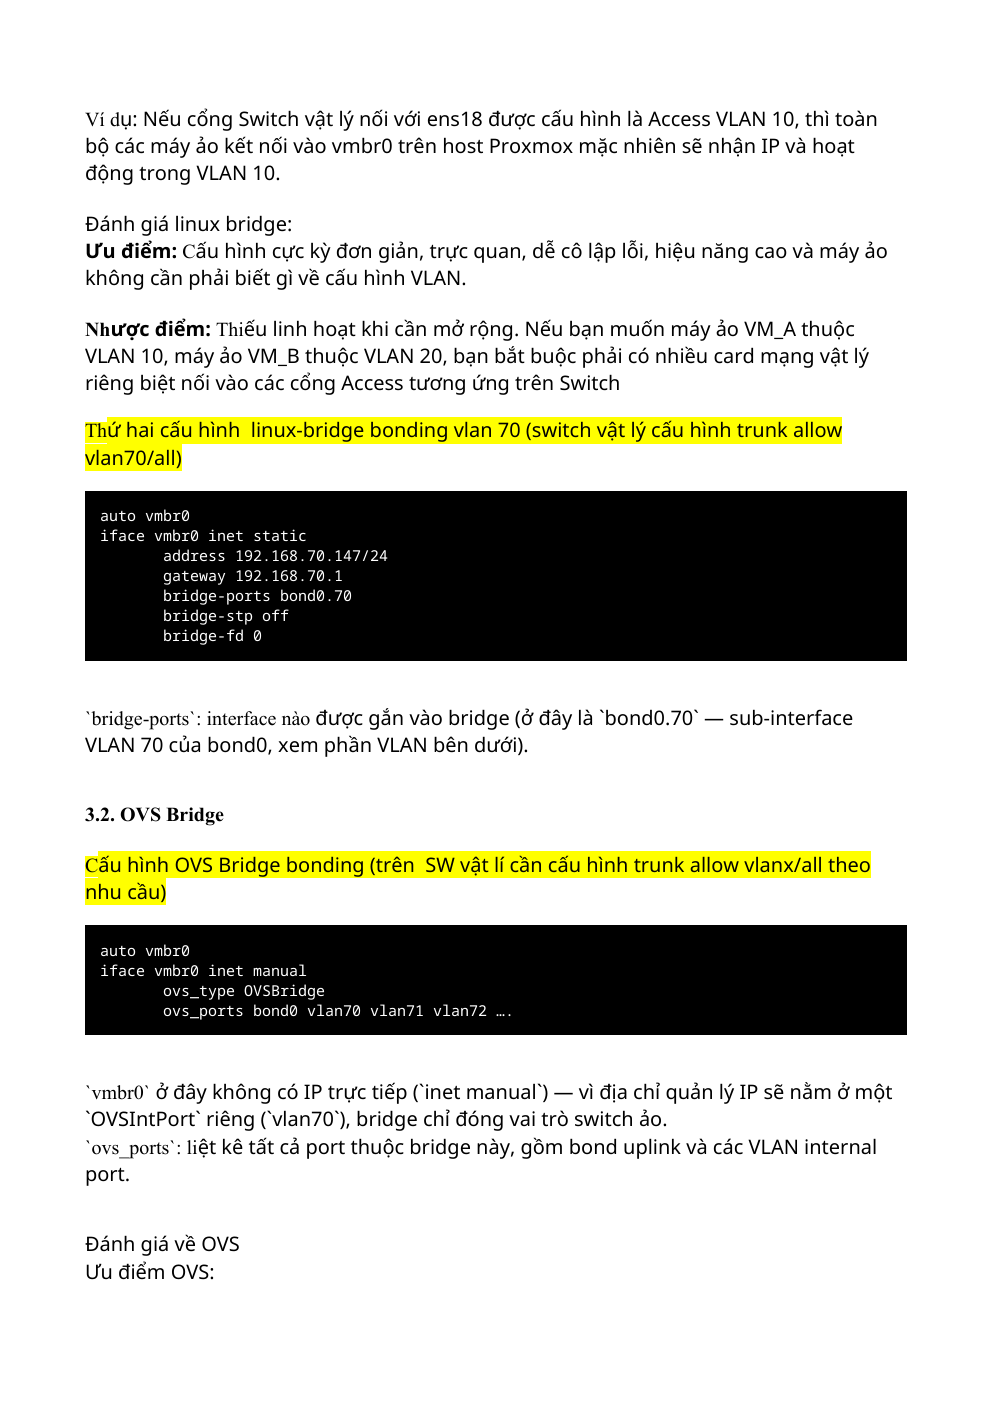 Ví dụ: Nếu cổng Switch vật lý nối với ens18 được cấu hình là Access VLAN 10, thì toàn
bộ các máy ảo kết nối vào vmbr0 trên host Proxmox mặc nhiên sẽ nhận IP và hoạt
động trong VLAN 10.
Đánh giá linux bridge:
Ưu điểm: Cấu hình cực kỳ đơn giản, trực quan, dễ cô lập lỗi, hiệu năng cao và máy ảo
không cần phải biết gì về cấu hình VLAN.
Nhược điểm: Thiếu linh hoạt khi cần mở rộng. Nếu bạn muốn máy ảo VM_A thuộc
VLAN 10, máy ảo VM_B thuộc VLAN 20, bạn bắt buộc phải có nhiều card mạng vật lý
riêng biệt nối vào các cổng Access tương ứng trên Switch
Thứ hai cấu hình  linux-bridge bonding vlan 70 (switch vật lý cấu hình trunk allow
vlan70/all)
auto vmbr0
iface vmbr0 inet static
address 192.168.70.147/24
gateway 192.168.70.1
bridge-ports bond0.70
bridge-stp off
bridge-fd 0
`bridge-ports`: interface nào được gắn vào bridge (ở đây là `bond0.70` — sub-interface
VLAN 70 của bond0, xem phần VLAN bên dưới).
3.2. OVS Bridge
Cấu hình OVS Bridge bonding (trên  SW vật lí cần cấu hình trunk allow vlanx/all theo
nhu cầu)
auto vmbr0
iface vmbr0 inet manual
ovs_type OVSBridge
ovs_ports bond0 vlan70 vlan71 vlan72 ….
`vmbr0` ở đây không có IP trực tiếp (`inet manual`) — vì địa chỉ quản lý IP sẽ nằm ở một
`OVSIntPort` riêng (`vlan70`), bridge chỉ đóng vai trò switch ảo.
`ovs_ports`: liệt kê tất cả port thuộc bridge này, gồm bond uplink và các VLAN internal
port.
Đánh giá về OVS
Ưu điểm OVS: